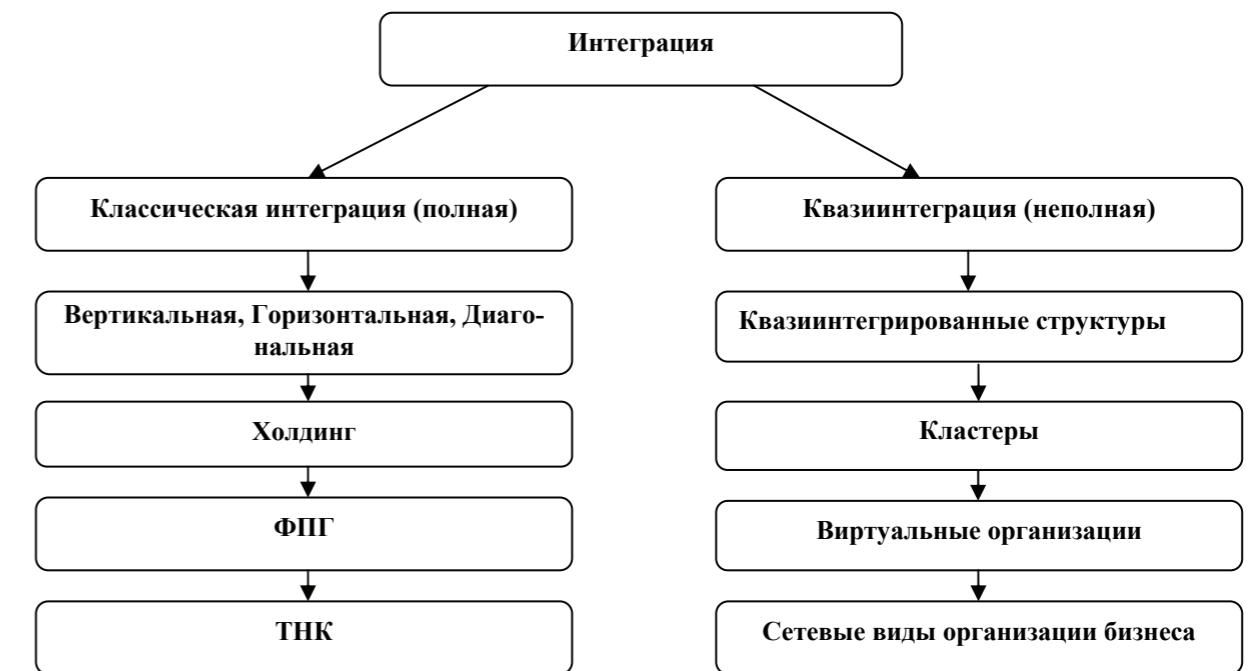 Интеграция
Классическая интеграция (полная)
Вертикальная, Горизонтальная, Диаго-
нальная
Холдинг
ФПГ
ТНК
Квазиинтеграция (неполная)
Квазиинтегрированные структуры
Кластеры
Виртуальные организации
Сетевые виды организации бизнеса